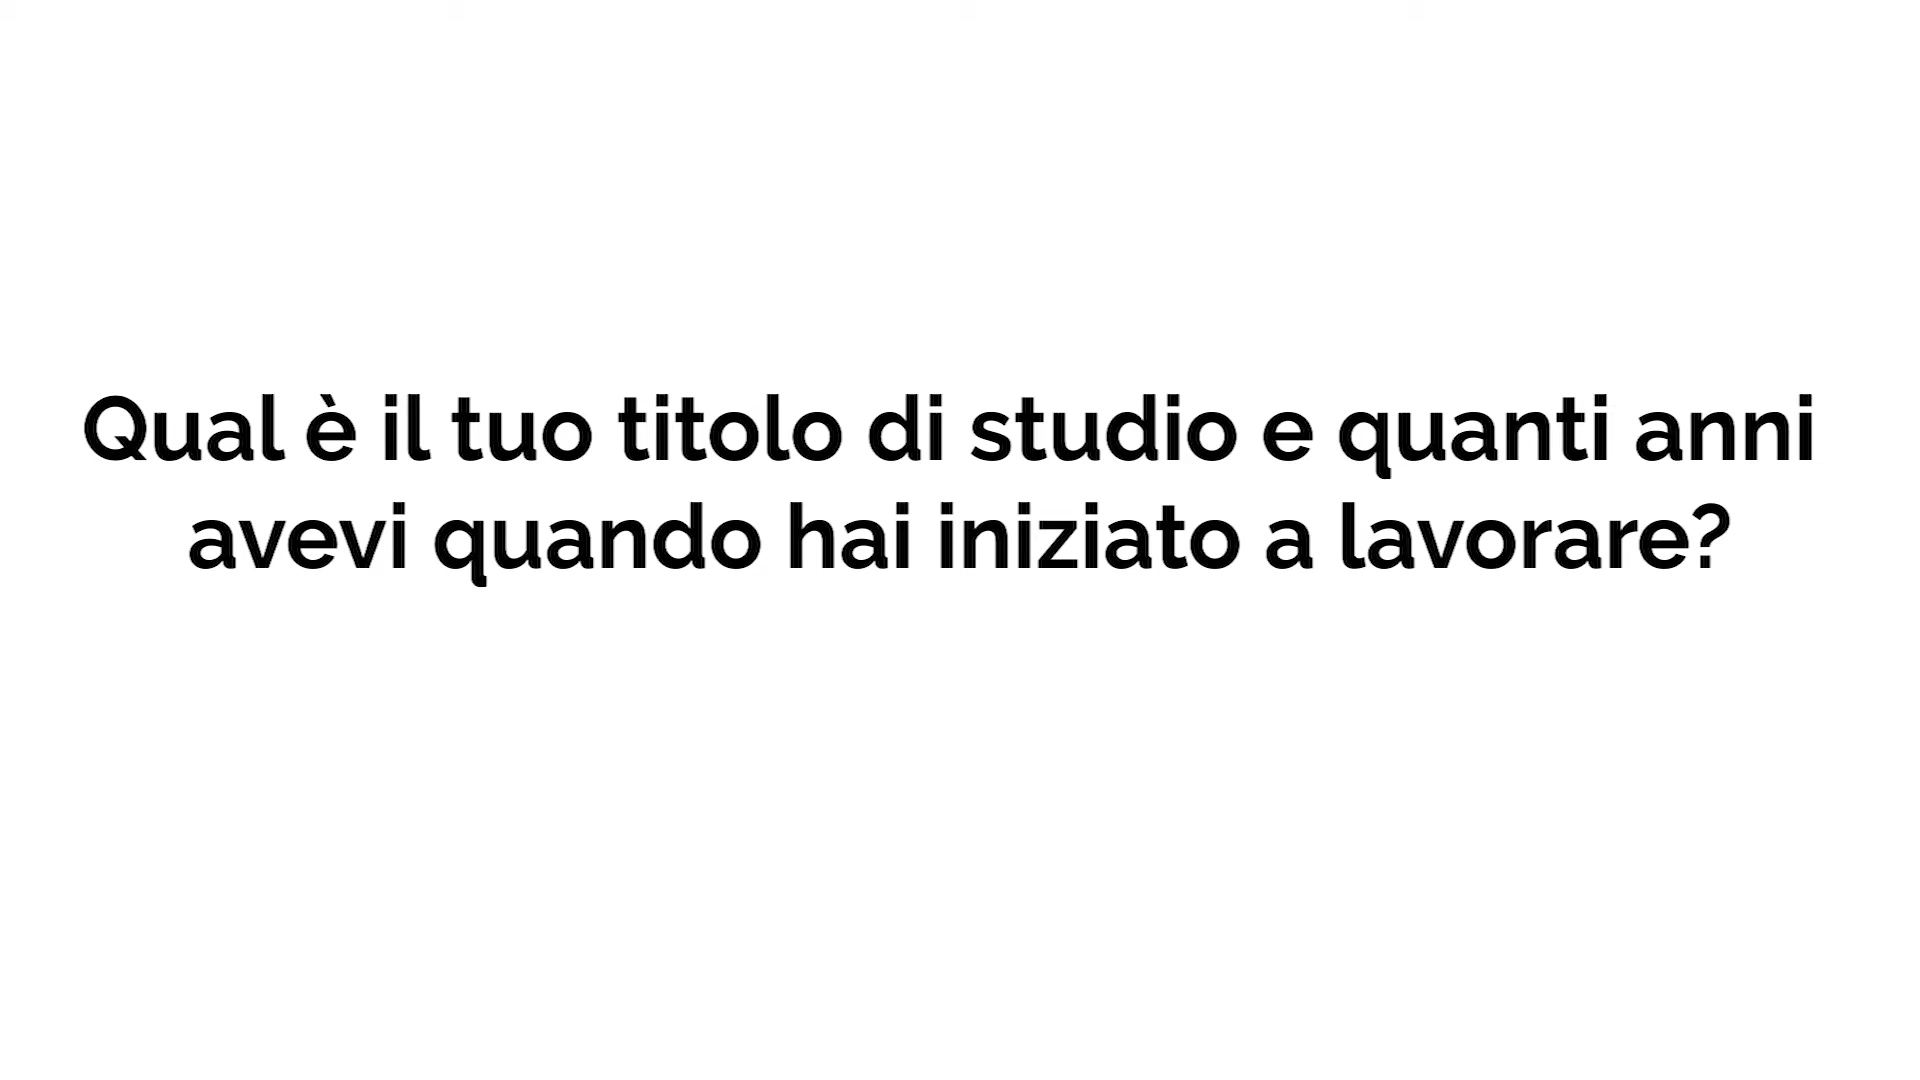 Qual è il tuo titolo di studio e quanti anni
avevi quando hai iniziato a lavorare?